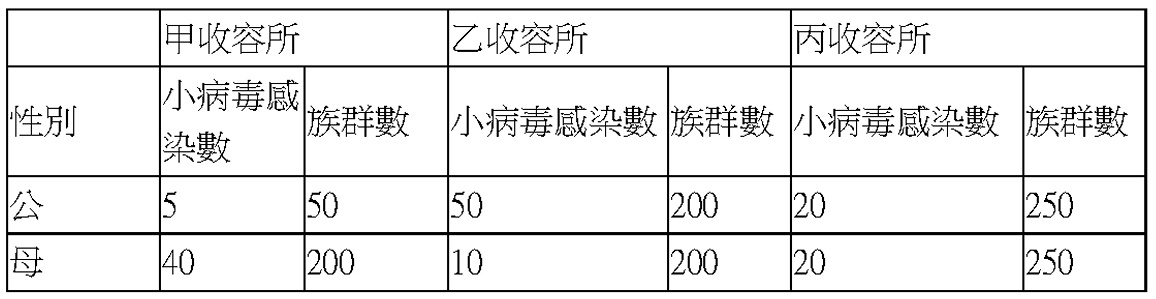 甲收容所 乙收容所 丙收容所
性別 小病毒感染數 族群數 小病毒感染數 族群數 小病毒感染數 族群數
公 5 50 50 200 20 250
母 40 200 10 200 20 250